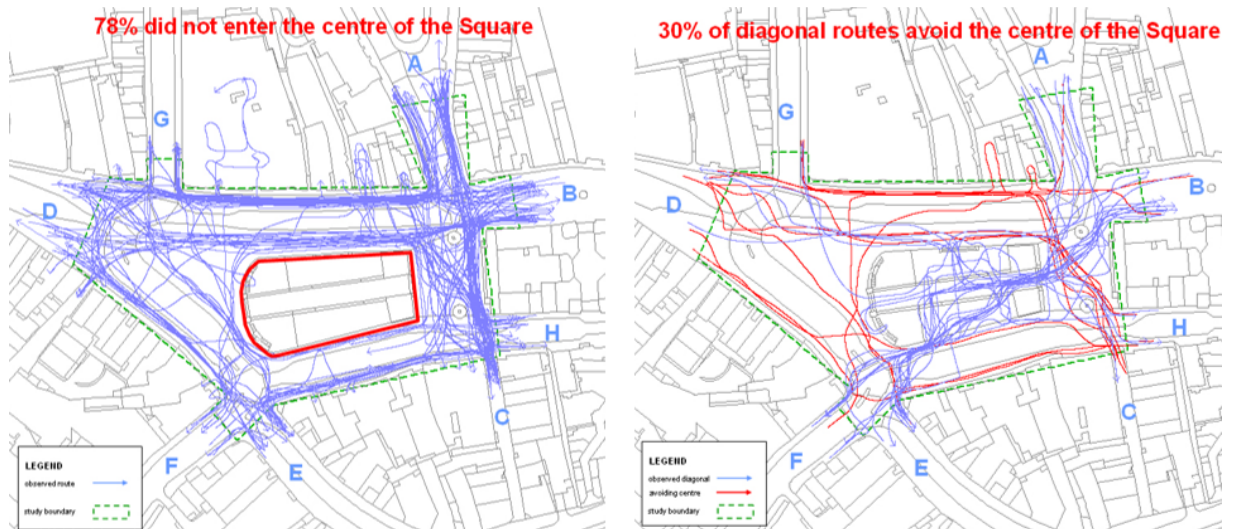 78% did not enter the centre of the Square
A
G
B
D
H
C
F
E
LEGEND
observed route
study boundary
30% of diagonal routes avoid the centre of the Square
A
G
B
D
H
C
F
E
LEGEND
observed diagonal
avoiding centre
study boundary